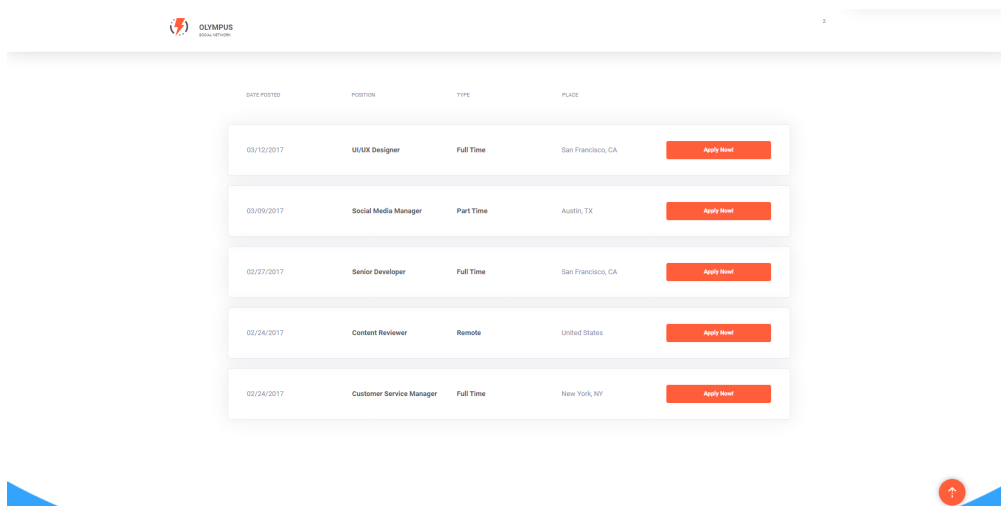 OLYMPUS
SOCIAL NETWORK
2
DATE POSTED POSITION TYPE PLACE
03/12/2017 UI/UX Designer Full Time San Francisco, CA Apply Now!
03/09/2017 Social Media Manager Part Time Austin, TX Apply Now!
02/27/2017 Senior Developer Full Time San Francisco, CA Apply Now!
02/24/2017 Content Reviewer Remote United States Apply Now!
02/24/2017 Customer Service Manager Full Time New York, NY Apply Now!